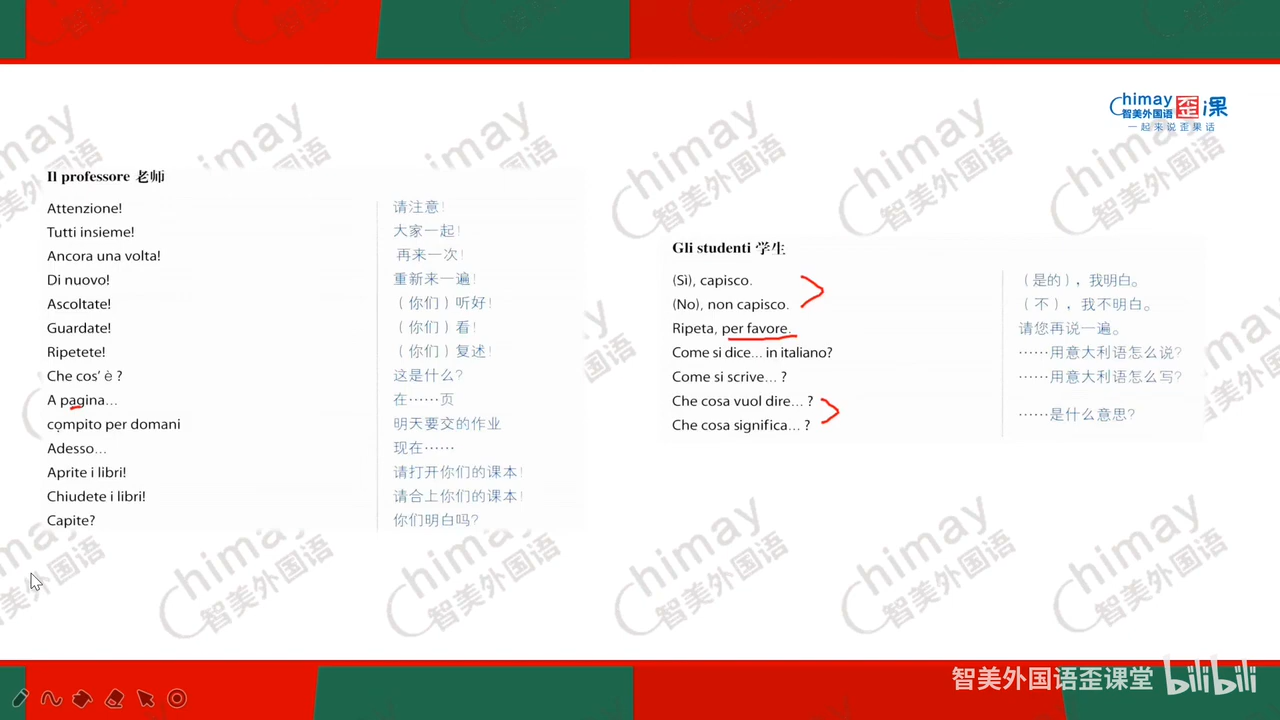 Chimay
智美外国语
歪课
一起来说歪果话
Il professore 老师
Attenzione! 请注意！
Tutti insieme! 大家一起！
Ancora una volta! 再来一次！
Di nuovo! 重新来一遍！
Ascoltate! （你们）听好！
Guardate! （你们）看！
Ripetete! （你们）复述！
Che cos' è ? 这是什么？
A pagina… 在……页
compito per domani 明天要交的作业
Adesso… 现在……
Aprite i libri! 请打开你们的课本！
Chiudete i libri! 请合上你们的课本！
Capite? 你们明白吗？
Gli studenti 学生
(Sì), capisco. （是的），我明白。
(No), non capisco. （不），我不明白。
Ripeta, per favore. 请您再说一遍。
Come si dice… in italiano? ……用意大利语怎么说？
Come si scrive… ? ……用意大利语怎么写？
Che cosa vuol dire… ? ……是什么意思？
Che cosa significa… ?
智美外国语歪课堂 bilibili